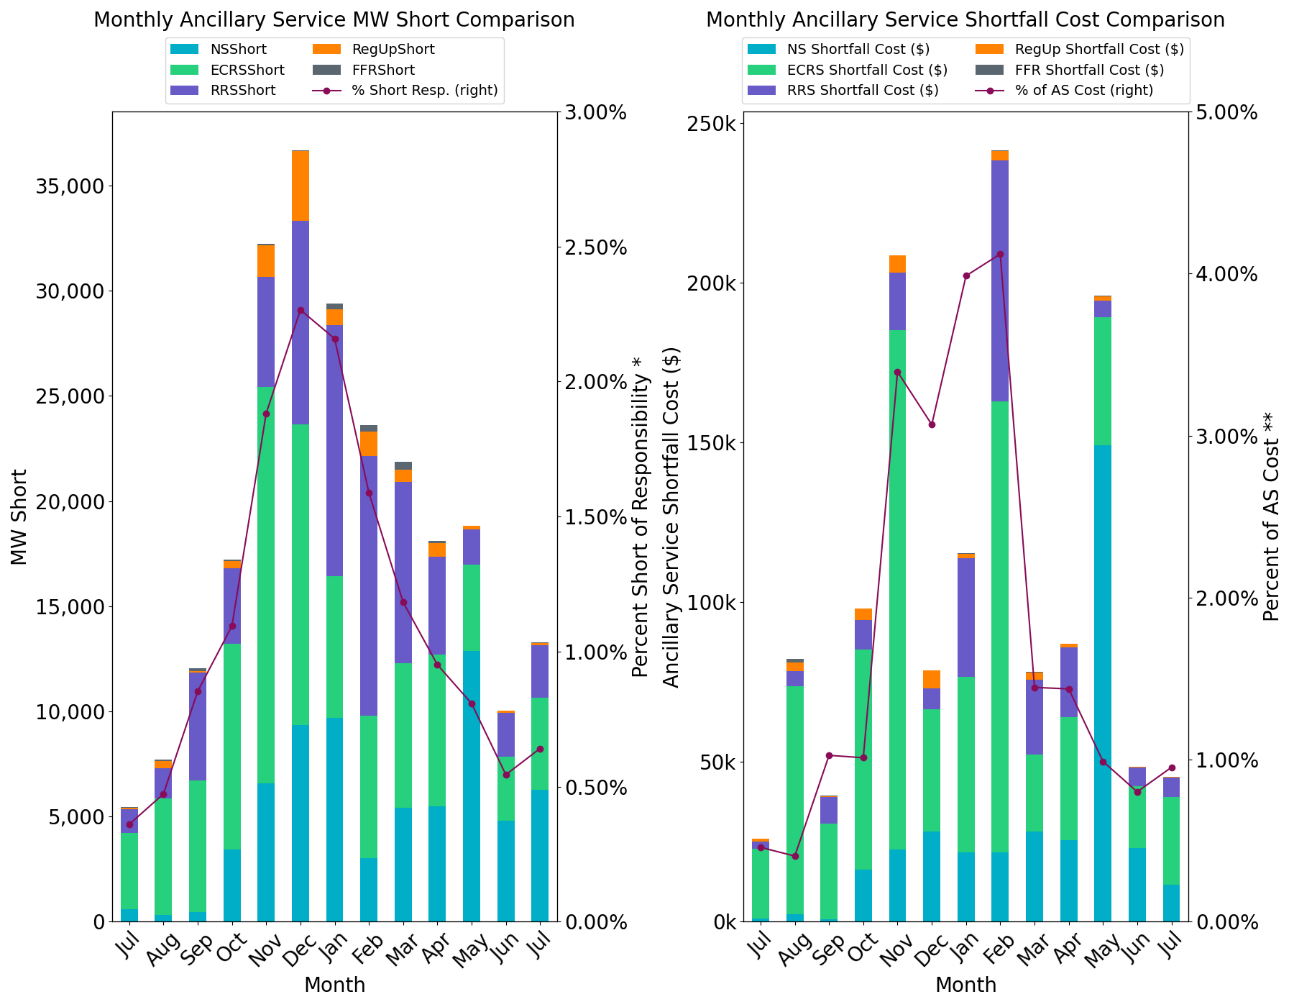 Monthly Ancillary Service MW Short Comparison
NSShort
ECRSShort
RRSShort
RegUpShort
FFRShort
% Short Resp. (right)
MW Short
35,000
30,000
25,000
20,000
15,000
10,000
5,000
0
3.00%
2.50%
2.00%
1.50%
1.00%
0.50%
0.00%
Percent Short of Responsibility *
Jul
Aug
Sep
Oct
Nov
Dec
Jan
Feb
Mar
Apr
May
Jun
Jul
Month
Monthly Ancillary Service Shortfall Cost Comparison
NS Shortfall Cost ($)
ECRS Shortfall Cost ($)
RRS Shortfall Cost ($)
RegUp Shortfall Cost ($)
FFR Shortfall Cost ($)
% of AS Cost (right)
Ancillary Service Shortfall Cost ($)
250k
200k
150k
100k
50k
0k
5.00%
4.00%
3.00%
2.00%
1.00%
0.00%
Percent of AS Cost **
Jul
Aug
Sep
Oct
Nov
Dec
Jan
Feb
Mar
Apr
May
Jun
Jul
Month